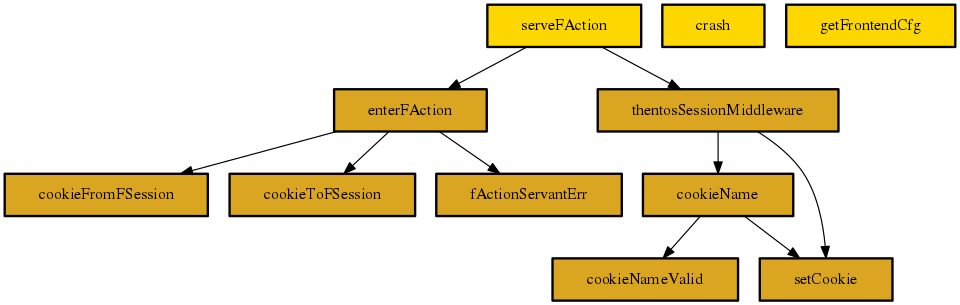 serveFAction
crash
getFrontendCfg
enterFAction
thentosSessionMiddleware
cookieFromFSession
cookieToFSession
fActionServantErr
cookieName
cookieNameValid
setCookie